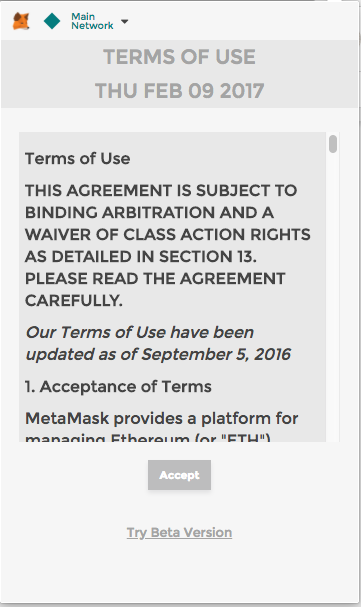 Main
Network
TERMS OF USE
THU FEB 09 2017
Terms of Use
THIS AGREEMENT IS SUBJECT TO
BINDING ARBITRATION AND A
WAIVER OF CLASS ACTION RIGHTS
AS DETAILED IN SECTION 13.
PLEASE READ THE AGREEMENT
CAREFULLY.
Our Terms of Use have been
updated as of September 5, 2016
1. Acceptance of Terms
MetaMask provides a platform for
managing Ethereum (or "ETH")
Accept
Try Beta Version